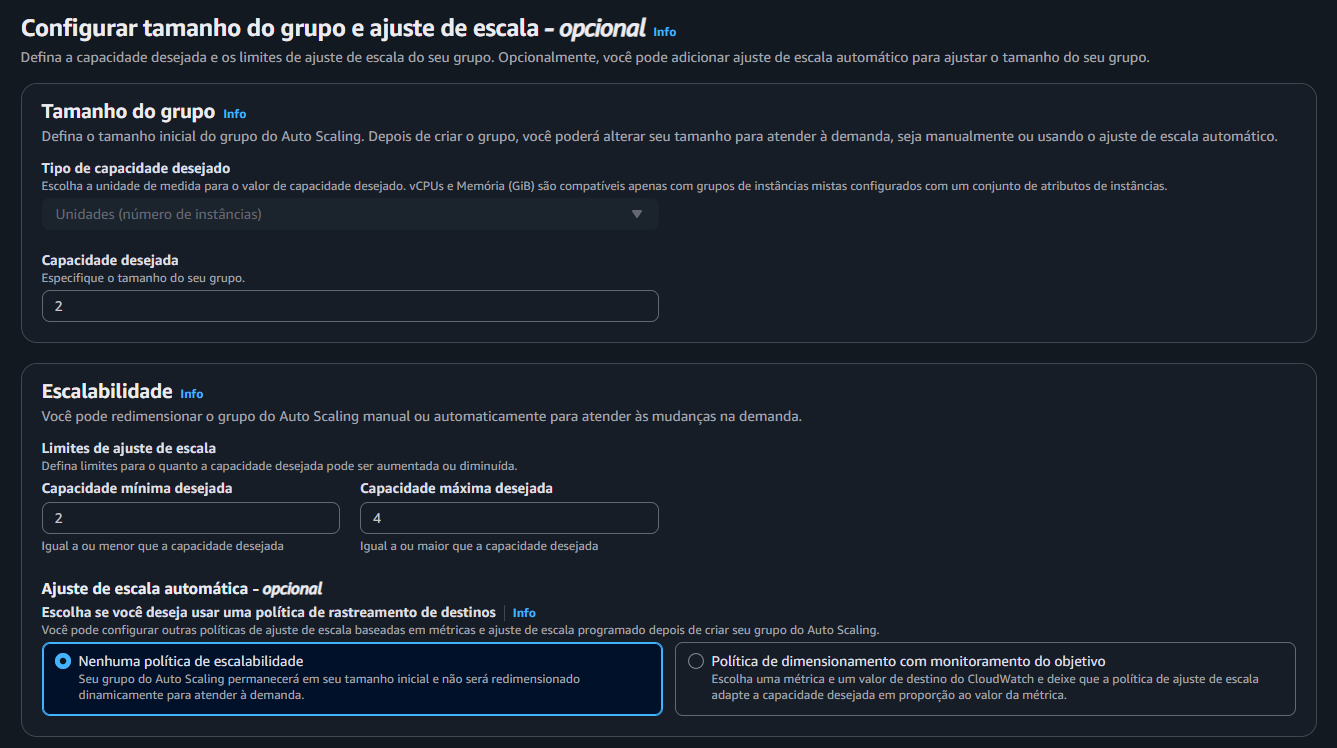 Configurar tamanho do grupo e ajuste de escala - opcional Info
Defina a capacidade desejada e os limites de ajuste de escala do seu grupo. Opcionalmente, você pode adicionar ajuste de escala automático para ajustar o tamanho do seu grupo.
Tamanho do grupo Info
Defina o tamanho inicial do grupo do Auto Scaling. Depois de criar o grupo, você poderá alterar seu tamanho para atender à demanda, seja manualmente ou usando o ajuste de escala automático.
Tipo de capacidade desejado
Escolha a unidade de medida para o valor de capacidade desejado. vCPUs e Memória (GiB) são compatíveis apenas com grupos de instâncias mistas configurados com um conjunto de atributos de instâncias.
Unidades (número de instâncias)
Capacidade desejada
Especifique o tamanho do seu grupo.
2
Escalabilidade Info
Você pode redimensionar o grupo do Auto Scaling manual ou automaticamente para atender às mudanças na demanda.
Limites de ajuste de escala
Defina limites para o quanto a capacidade desejada pode ser aumentada ou diminuída.
Capacidade mínima desejada
2
Igual a ou menor que a capacidade desejada
Capacidade máxima desejada
4
Igual a ou maior que a capacidade desejada
Ajuste de escala automática - opcional
Escolha se você deseja usar uma política de rastreamento de destinos Info
Você pode configurar outras políticas de ajuste de escala baseadas em métricas e ajuste de escala programado depois de criar seu grupo do Auto Scaling.
Nenhuma política de escalabilidade
Seu grupo do Auto Scaling permanecerá em seu tamanho inicial e não será redimensionado
dinamicamente para atender à demanda.
Política de dimensionamento com monitoramento do objetivo
Escolha uma métrica e um valor de destino do CloudWatch e deixe que a política de ajuste de escala
adapte a capacidade desejada em proporção ao valor da métrica.